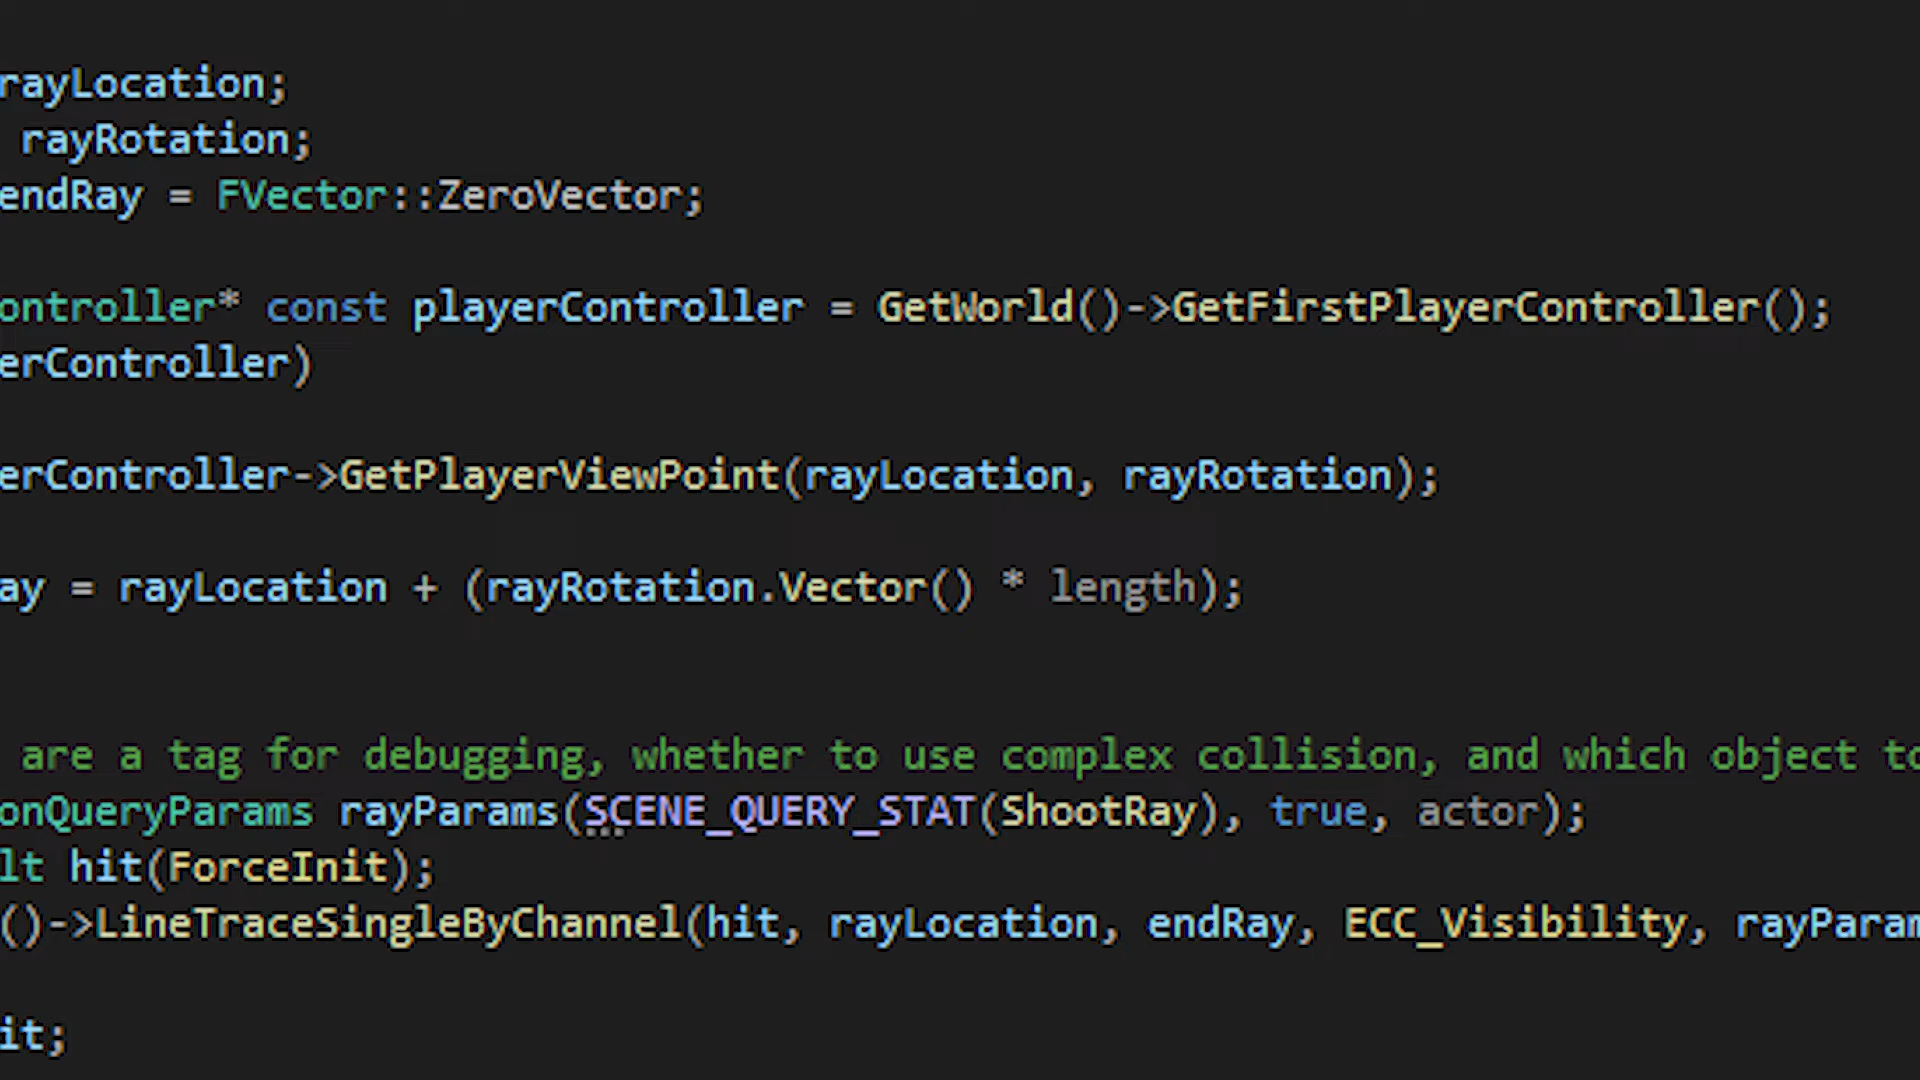 rayLocation;
rayRotation;
endRay = FVector::ZeroVector;
ontroller* const playerController = GetWorld()->GetFirstPlayerController();
erController)
erController->GetPlayerViewPoint(rayLocation, rayRotation);
ay = rayLocation + (rayRotation.Vector() * length);
are a tag for debugging, whether to use complex collision, and which object to
onQueryParams rayParams(SCENE_QUERY_STAT(ShootRay), true, actor);
lt hit(ForceInit);
()->LineTraceSingleByChannel(hit, rayLocation, endRay, ECC_Visibility, rayParam
it;